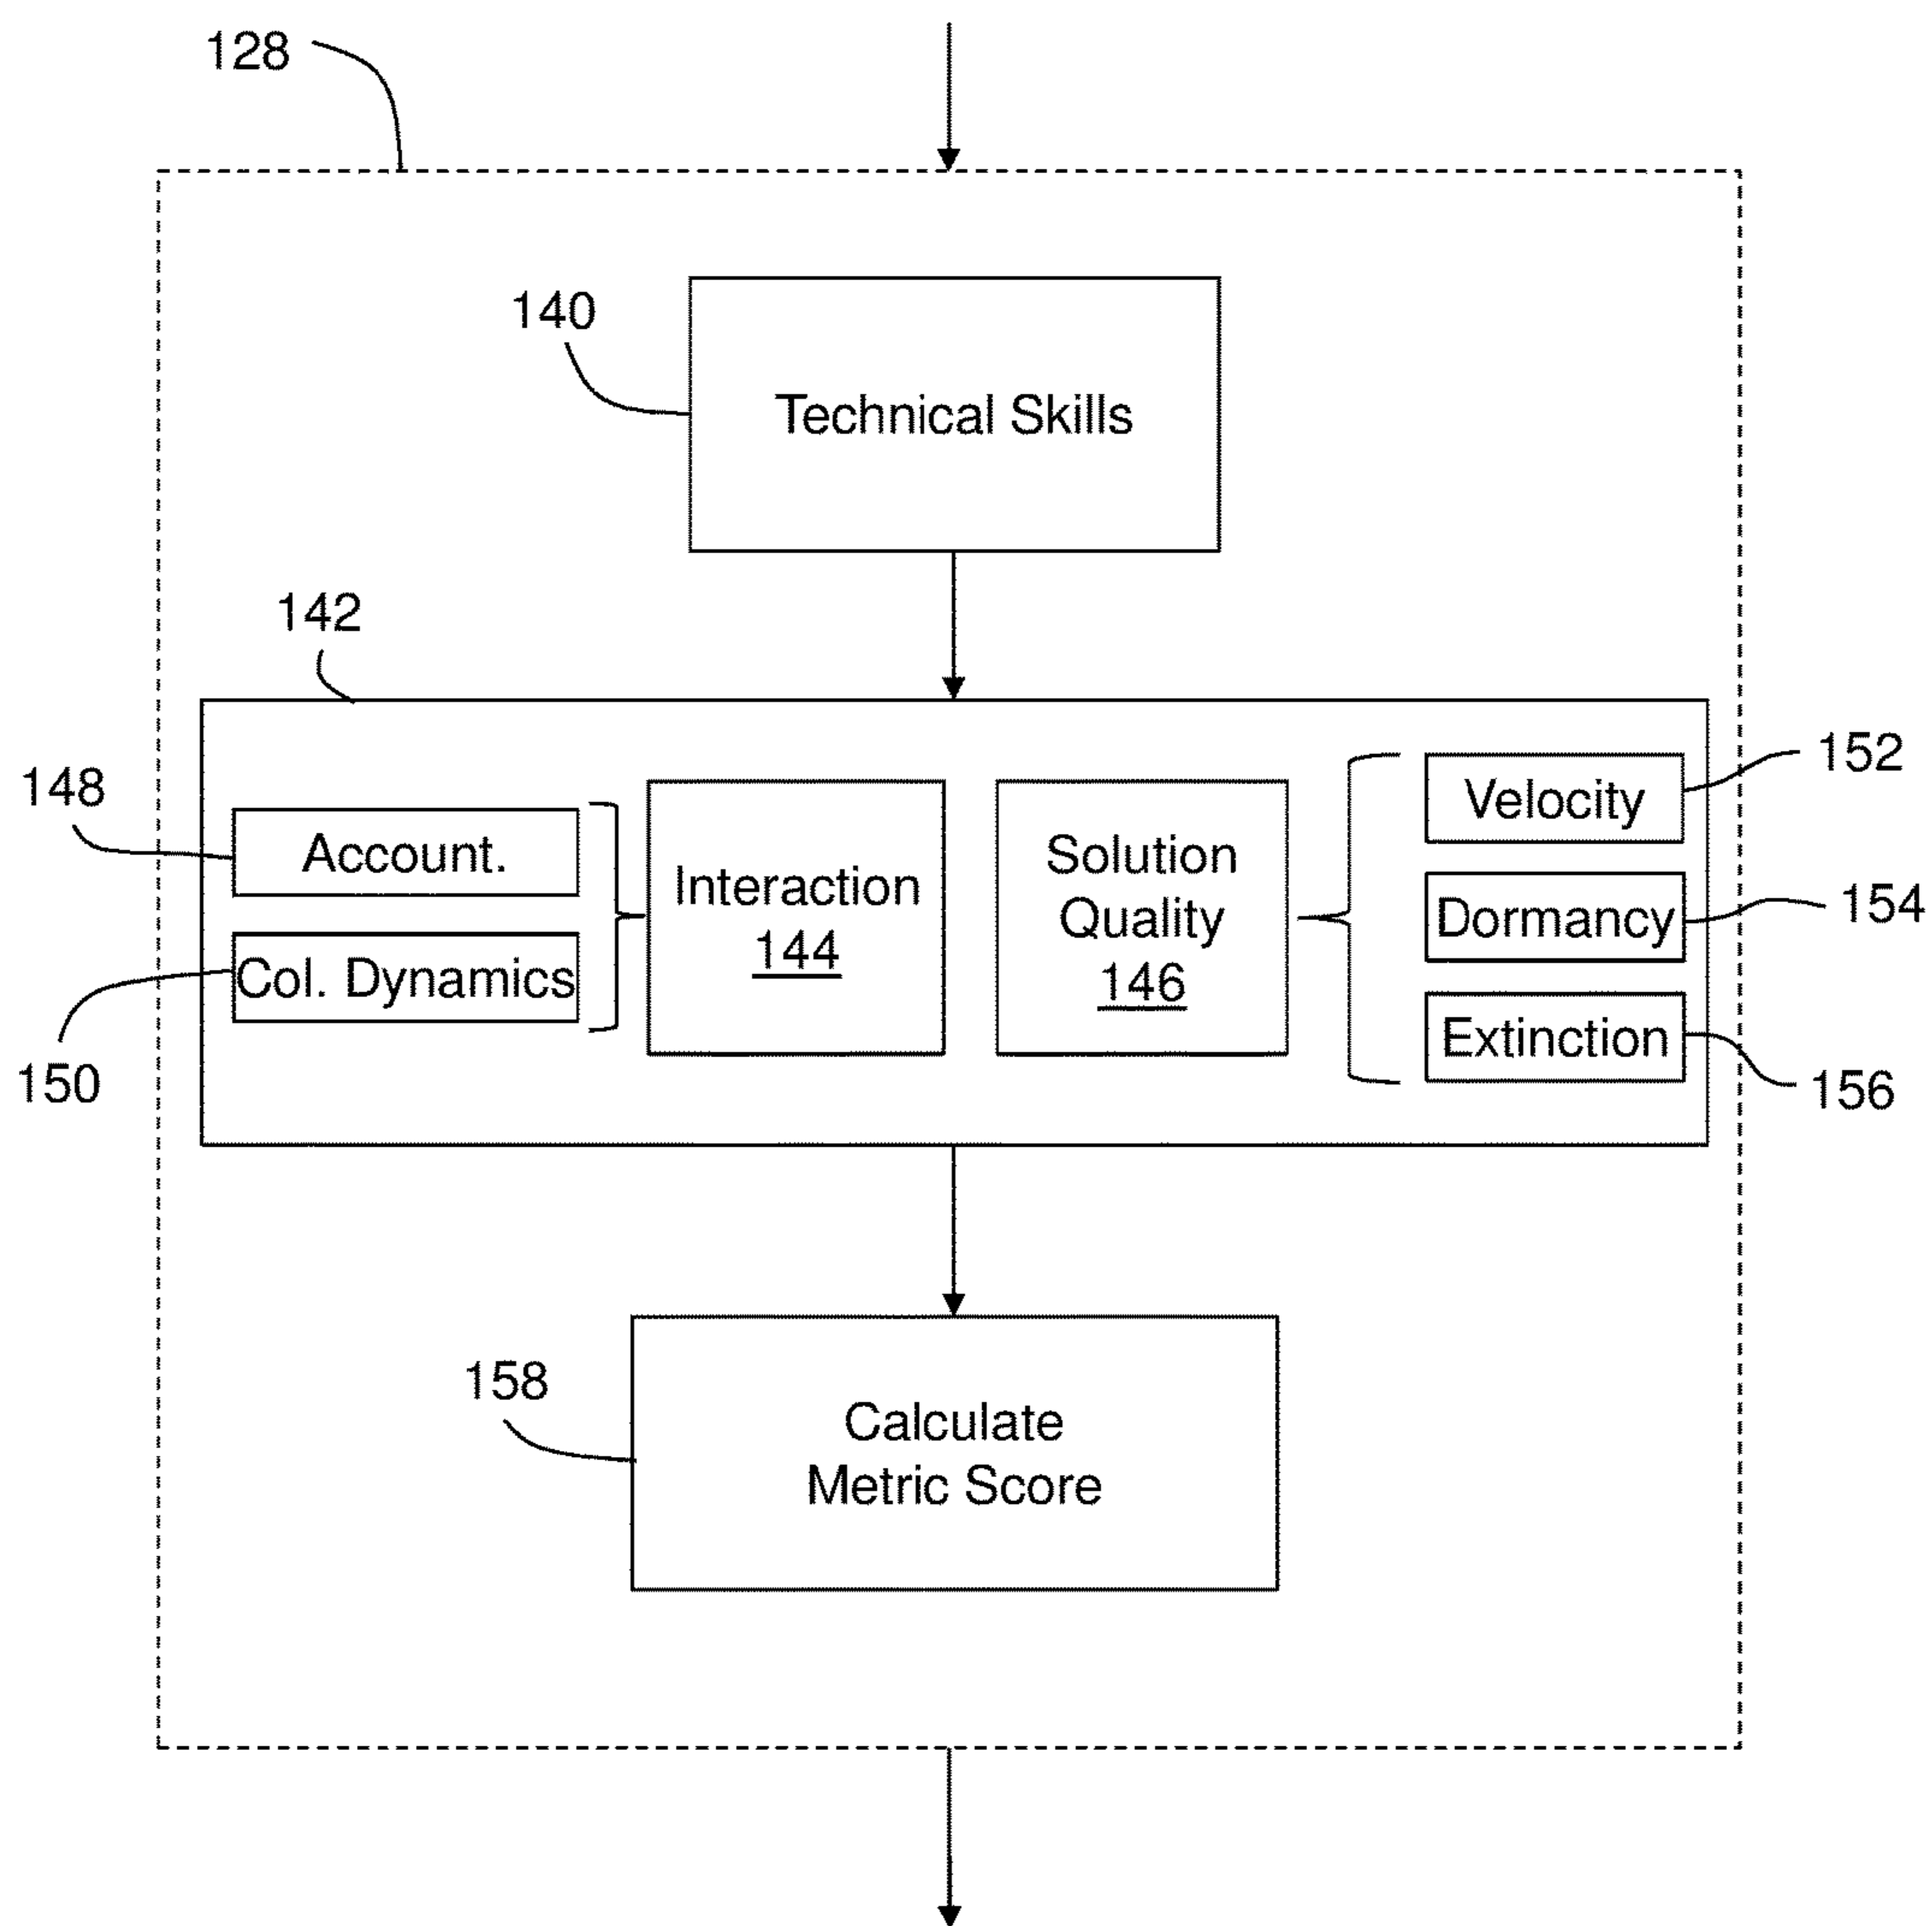 128
140
Technical Skills
142
148
Account.
Col. Dynamics
150
Interaction
144
Solution
Quality
146
Velocity
152
Dormancy
154
Extinction
156
158
Calculate
Metric Score